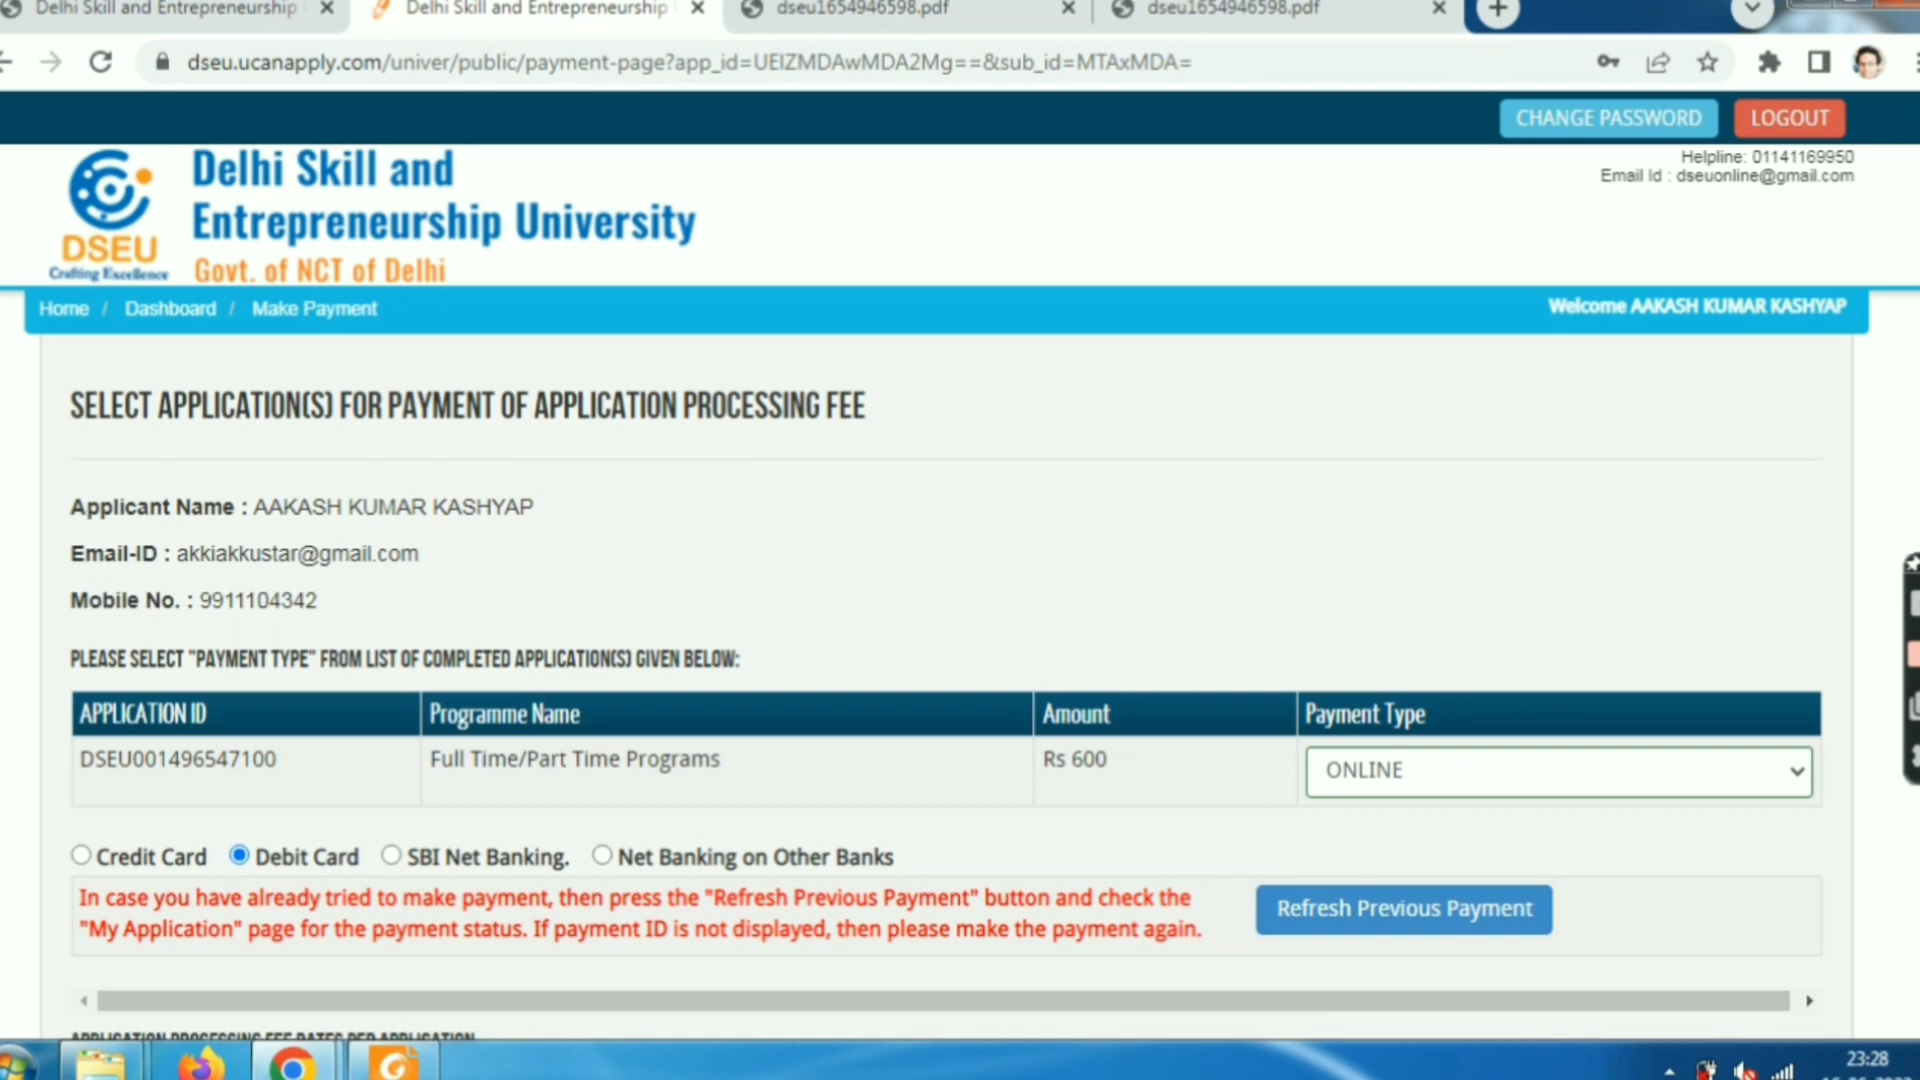 Delhi Skill and Entrepreneurship
Delhi Skill and Entrepreneurship
dseu1654946598.pdf
dseu1654946598.pdf
dseu.ucanapply.com/univer/public/payment-page?app_id=UEIZMDAwMDA2Mg==&sub_id=MTAxMDA=
CHANGE PASSWORD
LOGOUT
Helpline: 01141169950
Email Id : dseuonline@gmail.com
Delhi Skill and
Entrepreneurship University
Govt. of NCT of Delhi
DSEU
Crafting Excellence
Home / Dashboard / Make Payment
Welcome AAKASH KUMAR KASHYAP
SELECT APPLICATION(S) FOR PAYMENT OF APPLICATION PROCESSING FEE
Applicant Name : AAKASH KUMAR KASHYAP
Email-ID : akkiakkustar@gmail.com
Mobile No. : 9911104342
PLEASE SELECT "PAYMENT TYPE" FROM LIST OF COMPLETED APPLICATION(S) GIVEN BELOW:
APPLICATION ID Programme Name Amount Payment Type
DSEU001496547100 Full Time/Part Time Programs Rs 600 ONLINE
Credit Card Debit Card SBI Net Banking. Net Banking on Other Banks
In case you have already tried to make payment, then press the "Refresh Previous Payment" button and check the
"My Application" page for the payment status. If payment ID is not displayed, then please make the payment again.
Refresh Previous Payment
APPLICATION PROCESSING FEE RATES PER APPLICATION
23:28